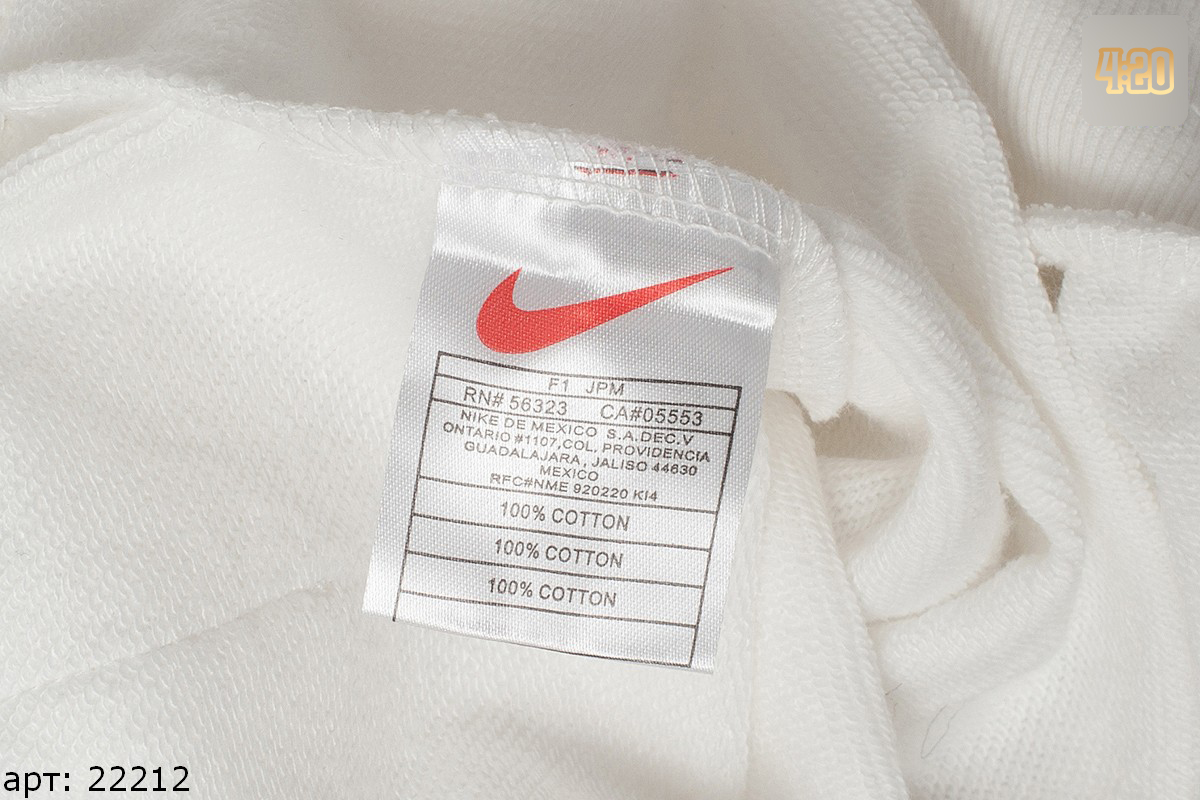 4:20
F1 JPM
RN# 56323 CA#05553
NIKE DE MEXICO S.A.DEC.V
ONTARIO #1107,COL. PROVIDENCIA
GUADALAJARA, JALISO 44630
MEXICO
RFC#NME 920220 KI4
100% COTTON
100% COTTON
100% COTTON
арт: 22212